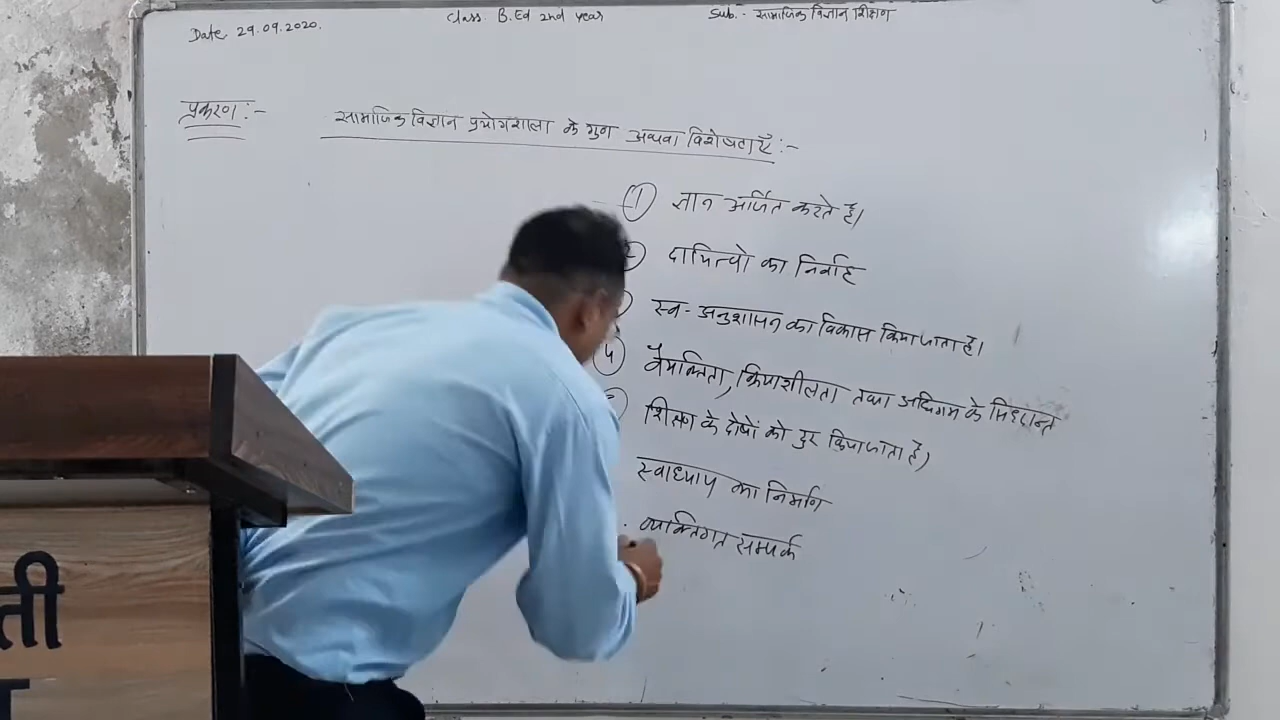 Date 29.09.2020.
Class B.Ed 2nd year
Sub:- सामाजिक विज्ञान शिक्षण
प्रकरण:-
सामाजिक विज्ञान प्रयोगशाला के गुण अथवा विशेषताएँ:-
(1) ज्ञान अर्जित करते हैं।
दायित्वो का निर्वाह
स्व- अनुशासन का विकास किया जाता है।
वैयक्तिता, क्रियाशीलता तथा अधिगम के सिद्धान्त
शिक्षण के दोषों को दूर किया जाता है)
स्वाध्याय का निर्माण
व्यक्तिगत सम्पर्क
ती